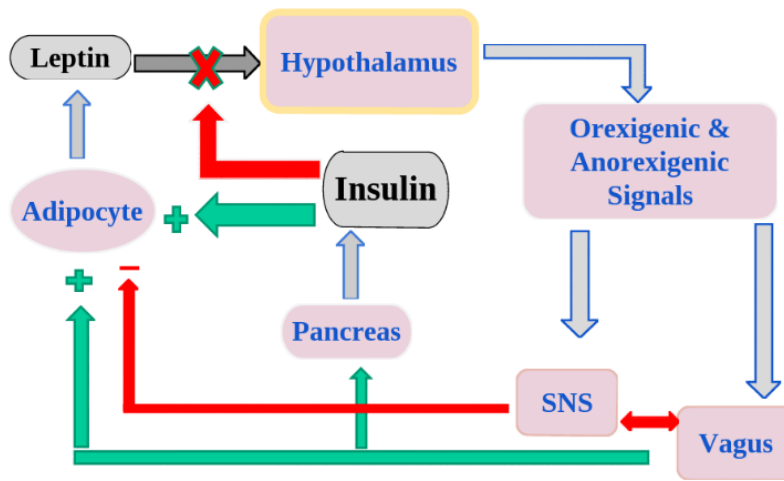 Leptin
Hypothalamus
Orexigenic &
Anorexigenic
Signals
Insulin
Adipocyte
+
+
−
Pancreas
SNS
Vagus